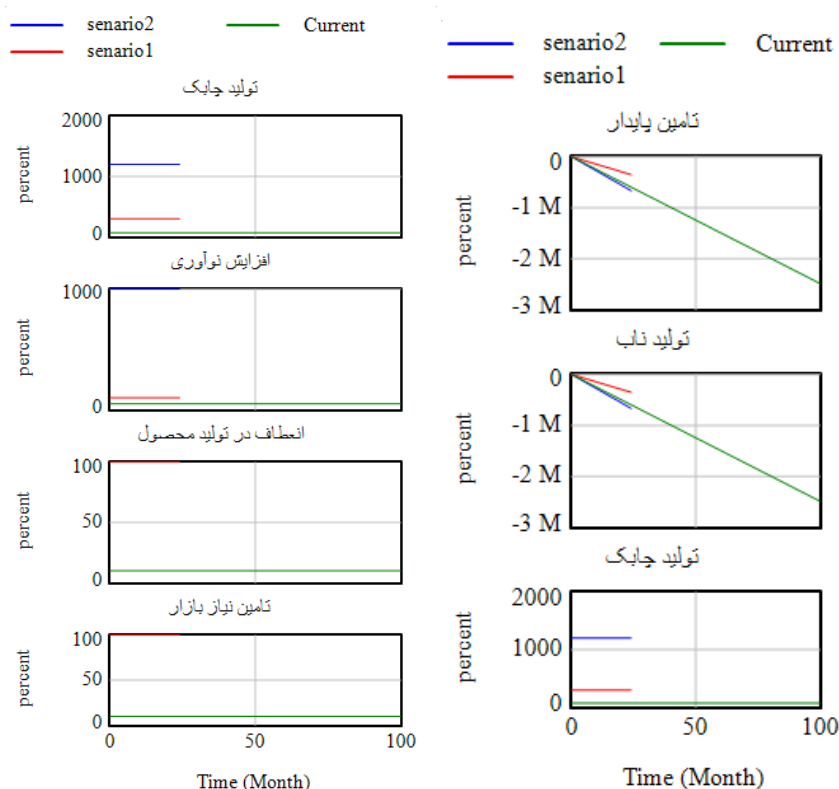 senario2 Current
senario1
تولید چابک
2000
1000
0
percent
افزایش نوآوری
1000
0
percent
انعطاف در تولید محصول
100
50
0
percent
تامین نیاز بازار
100
50
0
percent
0 50 100
Time (Month)
senario2 Current
senario1
تامین پایدار
0
-1 M
-2 M
-3 M
percent
تولید ناب
0
-1 M
-2 M
-3 M
percent
تولید چابک
2000
1000
0
percent
0 50 100
Time (Month)